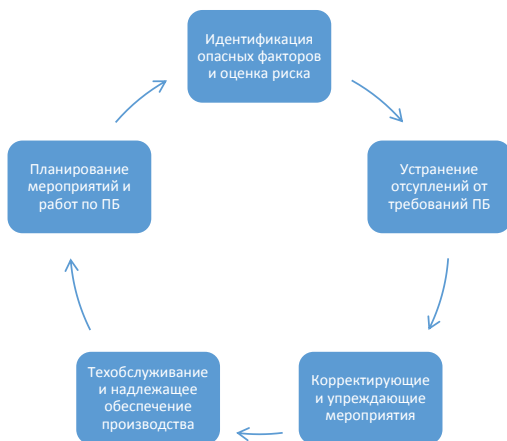 Идентификация
опасных факторов
и оценка риска
Устранение
отсуплений от
требований ПБ
Корректирующие
и упреждающие
мероприятия
Техобслуживание
и надлежащее
обеспечение
производства
Планирование
мероприятий и
работ по ПБ